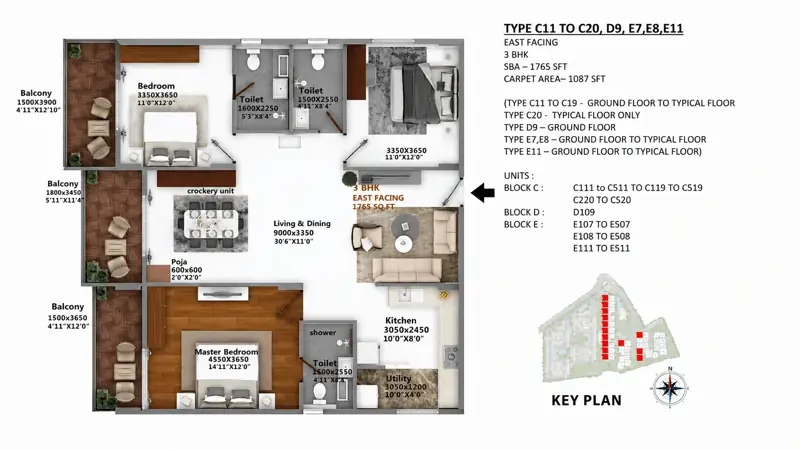 TYPE C11 TO C20, D9, E7,E8,E11
EAST FACING
3 BHK
SBA – 1765 SFT
CARPET AREA– 1087 SFT
(TYPE C11 TO C19 - GROUND FLOOR TO TYPICAL FLOOR
TYPE C20 - TYPICAL FLOOR ONLY
TYPE D9 – GROUND FLOOR
TYPE E7,E8 – GROUND FLOOR TO TYPICAL FLOOR
TYPE E11 – GROUND FLOOR TO TYPICAL FLOOR)
UNITS :
BLOCK C : C111 to C511 TO C119 TO C519
C220 TO C520
BLOCK D : D109
BLOCK E : E107 TO E507
E108 TO E508
E111 TO E511
KEY PLAN
N
Balcony
1500X3900
4'11"X12'10"
Bedroom
3350X3650
11'0"X12'0"
Toilet
1600X2250
5'3"X8'4"
Toilet
1500X2550
4'11"X8'4"
3350X3650
11'0"X12'0"
Balcony
1800x3450
5'11"X11'4"
crockery unit
3 BHK
EAST FACING
1765 SQ.FT
Living & Dining
9000x3350
30'6"X11'0"
Poja
600x600
2'0"X2'0"
Balcony
1500x3650
4'11"X12'0"
Master Bedroom
4550X3650
14'11"X12'0"
shower
Toilet
1500x2550
4'11"X8'4"
Kitchen
3050x2450
10'0"X8'0"
Utility
3050x1200
10'0"X4'0"